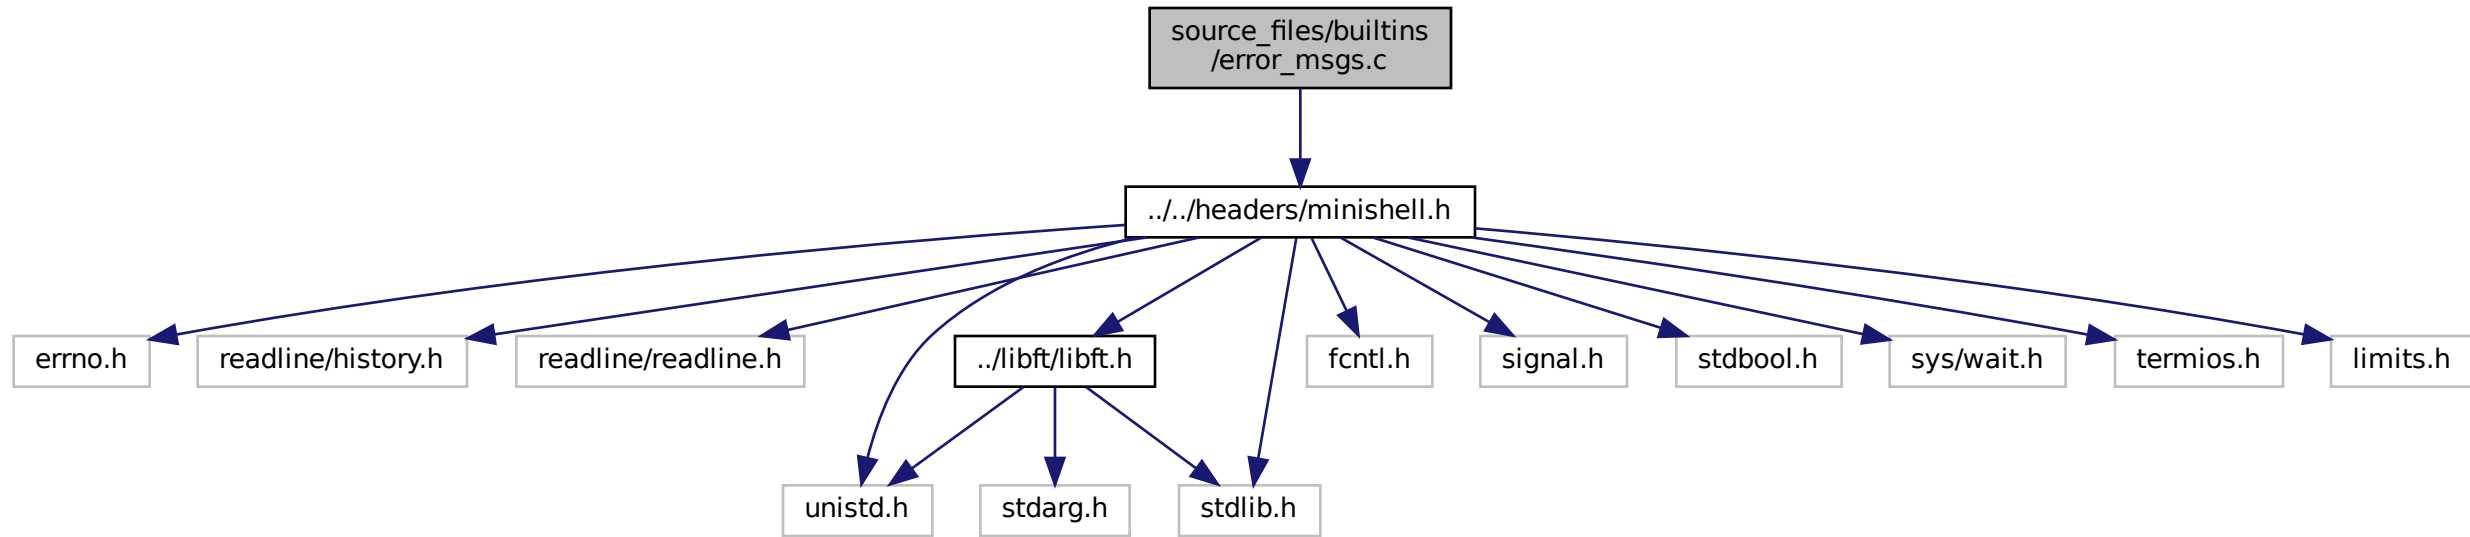 source_files/builtins
/error_msgs.c
../../headers/minishell.h
errno.h
readline/history.h
readline/readline.h
../libft/libft.h
fcntl.h
signal.h
stdbool.h
sys/wait.h
termios.h
limits.h
unistd.h
stdarg.h
stdlib.h